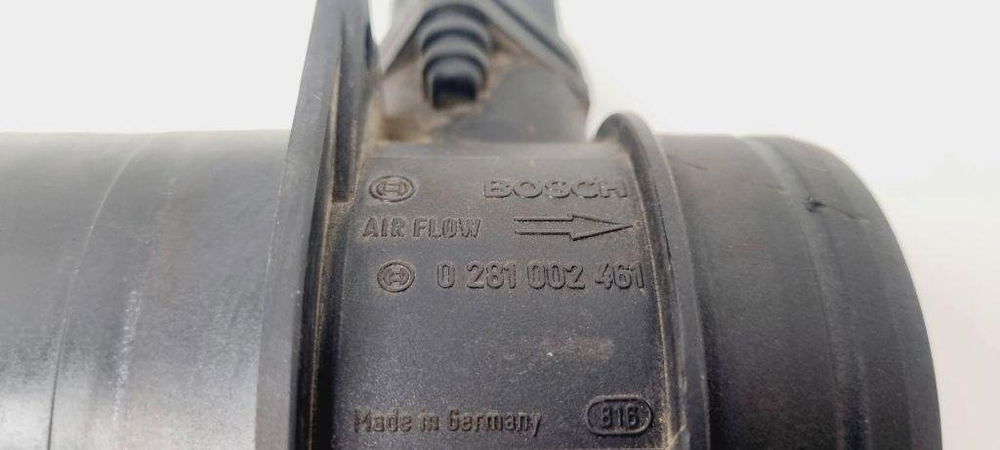 BOSCH
AIR FLOW
0 281 002 461
Made in Germany 816